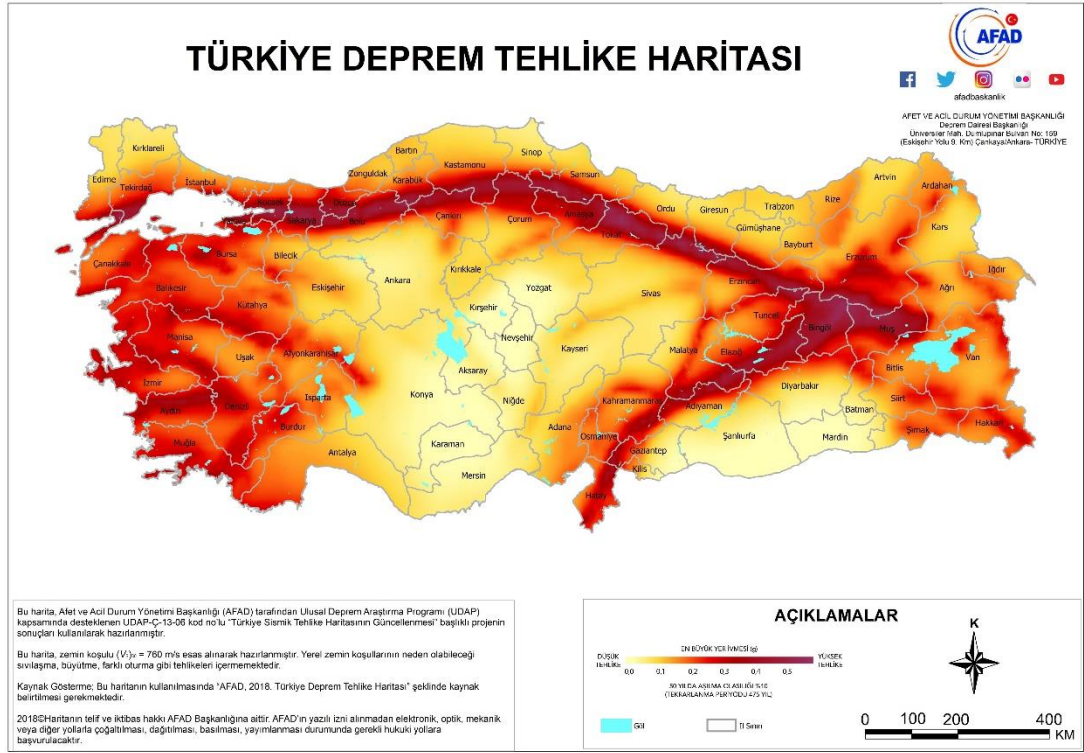 TÜRKİYE DEPREM TEHLİKE HARİTASI
AFAD
afadbaskanlik
AFET VE ACİL DURUM YÖNETİMİ BAŞKANLIĞI
Deprem Dairesi Başkanlığı
Üniversiteler Mah. Dumlupınar Bulvarı No: 159
(Eskişehir Yolu 9. Km) Çankaya/Ankara- TÜRKİYE
Kırklareli
Edirne
Tekirdağ
İstanbul
Kocaeli
Sakarya
Düzce
Bolu
Zonguldak
Bartın
Karabük
Kastamonu
Sinop
Samsun
Çankırı
Çorum
Amasya
Tokat
Ordu
Giresun
Trabzon
Gümüşhane
Bayburt
Rize
Artvin
Ardahan
Kars
Iğdır
Ağrı
Erzurum
Erzincan
Çanakkale
Balıkesir
Bursa
Bilecik
Eskişehir
Ankara
Kırıkkale
Kırşehir
Yozgat
Sivas
Tunceli
Bingöl
Muş
Kütahya
Manisa
Uşak
Afyonkarahisar
Nevşehir
Kayseri
Malatya
Elazığ
Bitlis
Van
İzmir
Aydın
Denizli
Isparta
Burdur
Konya
Aksaray
Niğde
Kahramanmaraş
Adıyaman
Diyarbakır
Batman
Siirt
Şırnak
Hakkari
Muğla
Antalya
Karaman
Mersin
Adana
Osmaniye
Gaziantep
Kilis
Şanlıurfa
Mardin
Hatay
Bu harita, Afet ve Acil Durum Yönetimi Başkanlığı (AFAD) tarafından Ulusal Deprem Araştırma Programı (UDAP)
kapsamında desteklenen UDAP-Ç-13-06 kod no'lu "Türkiye Sismik Tehlike Haritasının Güncellenmesi" başlıklı projenin
sonuçları kullanılarak hazırlanmıştır.
Bu harita, zemin koşulu (Vₛ)₃₀ = 760 m/s esas alınarak hazırlanmıştır. Yerel zemin koşullarının neden olabileceği
sıvılaşma, büyütme, farklı oturma gibi tehlikeleri içermemektedir.
Kaynak Gösterme; Bu haritanın kullanılmasında "AFAD, 2018. Türkiye Deprem Tehlike Haritası" şeklinde kaynak
belirtilmesi gerekmektedir.
2018©Haritanın telif ve iktibas hakkı AFAD Başkanlığına aittir. AFAD'ın yazılı izni alınmadan elektronik, optik, mekanik
veya diğer yollarla çoğaltılması, dağıtılması, basılması, yayımlanması durumunda gerekli hukuki yollara
başvurulacaktır.
AÇIKLAMALAR
EN BÜYÜK YER İVMESİ (g)
DÜŞÜK
TEHLİKE
YÜKSEK
TEHLİKE
0,0 0,1 0,2 0,3 0,4 0,5
50 YILDA AŞILMA OLASILIĞI %10
(TEKRARLANMA PERİYODU 475 YIL)
Göl
İl Sınırı
K
0 100 200 400
KM